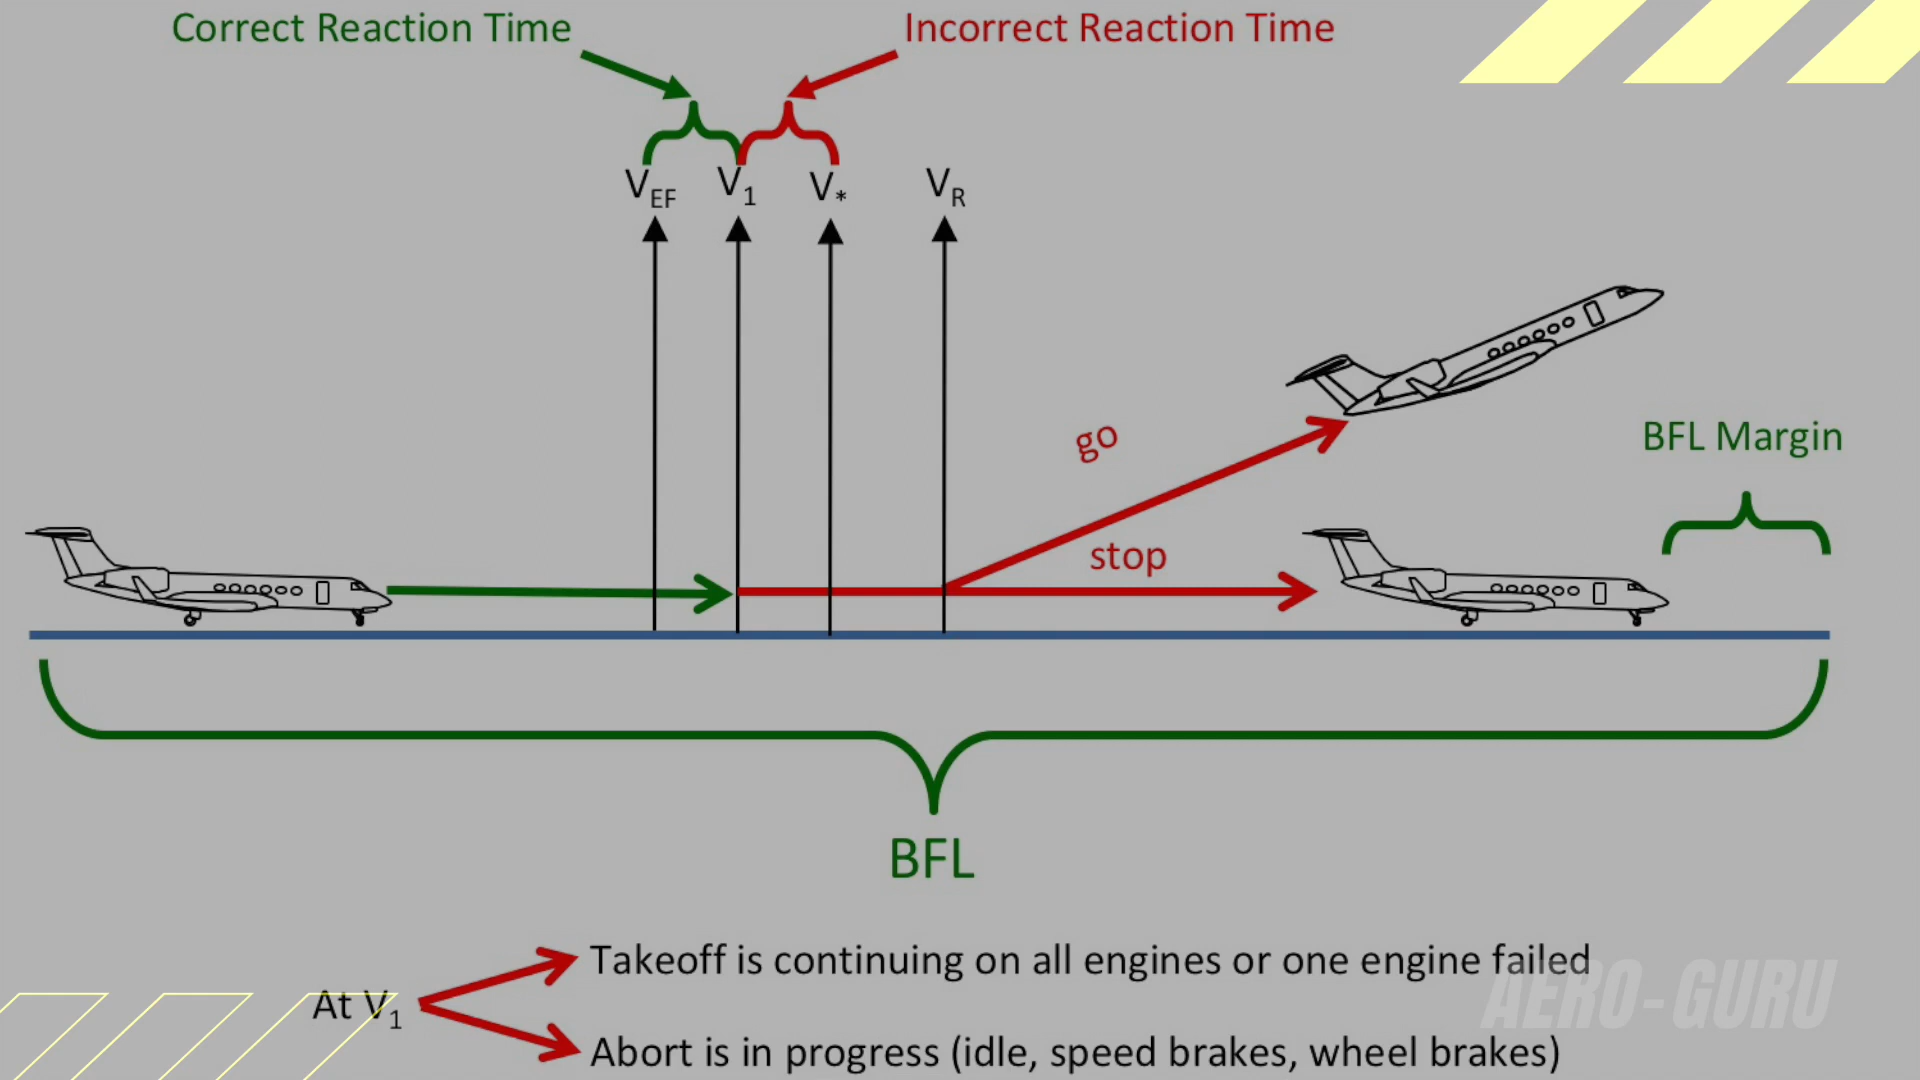 Correct Reaction Time
Incorrect Reaction Time
VEF
V1
V*
VR
go
BFL Margin
stop
BFL
Takeoff is continuing on all engines or one engine failed
At V1
Abort is in progress (idle, speed brakes, wheel brakes)
AERO-GURU